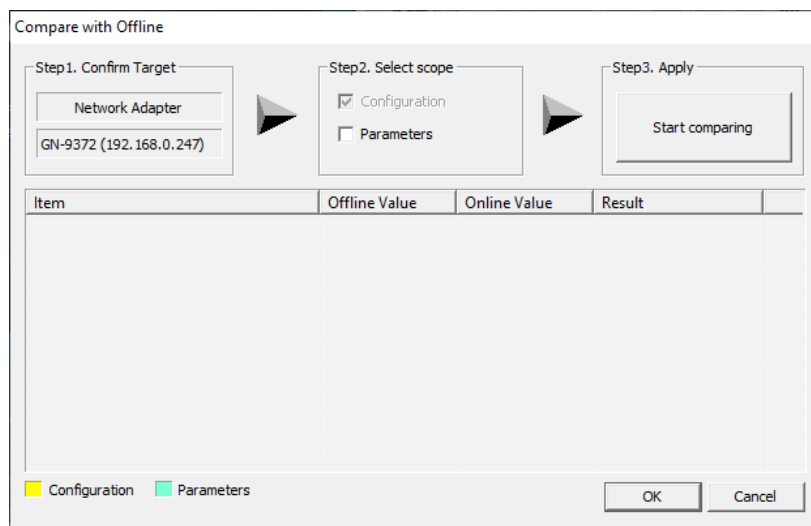 Compare with Offline
Step1. Confirm Target
Network Adapter
GN-9372 (192.168.0.247)
Step2. Select scope
Configuration
Parameters
Step3. Apply
Start comparing
Item Offline Value Online Value Result
Configuration Parameters
OK Cancel